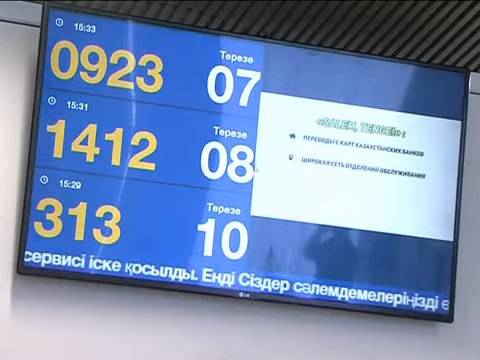 15:33
0923
Терезе
07
15:31
1412
Терезе
08
15:29
313
Терезе
10
«SALEM, TENGE!» :
ПЕРЕВОДЫ С КАРТ КАЗАХСТАНСКИХ БАНКОВ
ШИРОКАЯ СЕТЬ ОТДЕЛЕНИЙ ОБСЛУЖИВАНИЯ
сервисі іске қосылды. Енді Сіздер сәлемдемелеріңізді
LG